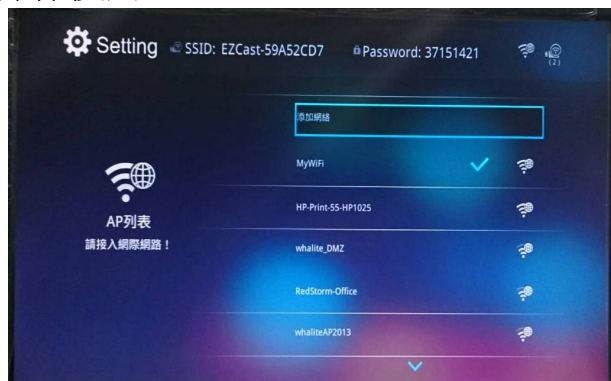 Setting SSID: EZCast-59A52CD7 Password: 37151421
(2)
添加網絡
MyWiFi
HP-Print-55-HP1025
AP列表
請接入網際網路！
whalite_DMZ
RedStorm-Office
whaliteAP2013